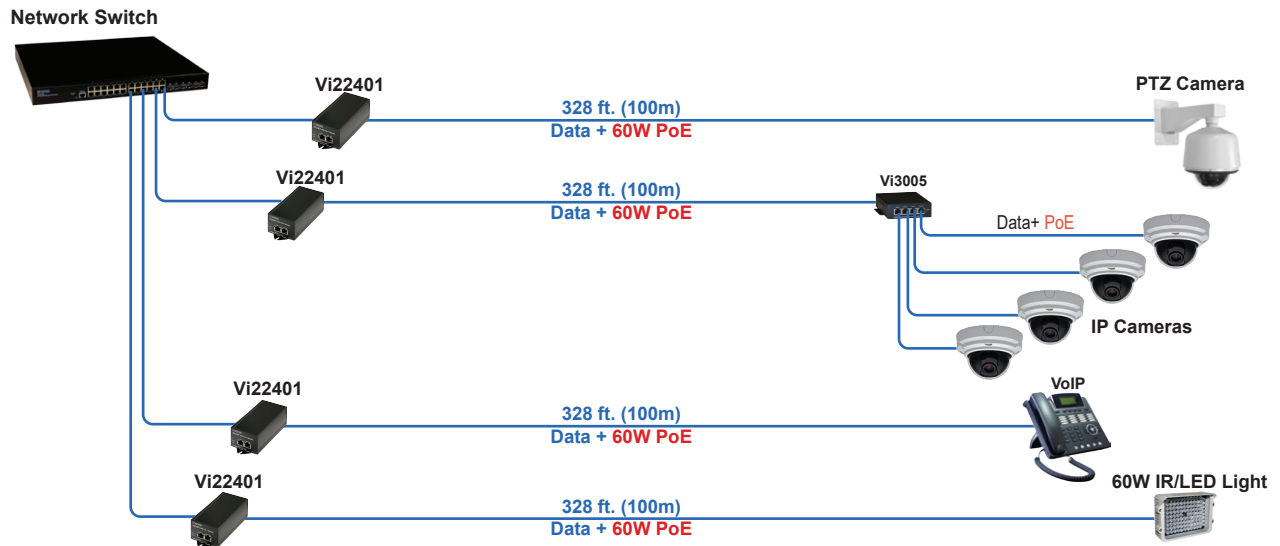 Network Switch
Vi22401
328 ft. (100m)
Data + 60W PoE
PTZ Camera
Vi22401
328 ft. (100m)
Data + 60W PoE
Vi3005
Data+ PoE
IP Cameras
Vi22401
328 ft. (100m)
Data + 60W PoE
VoIP
Vi22401
328 ft. (100m)
Data + 60W PoE
60W IR/LED Light